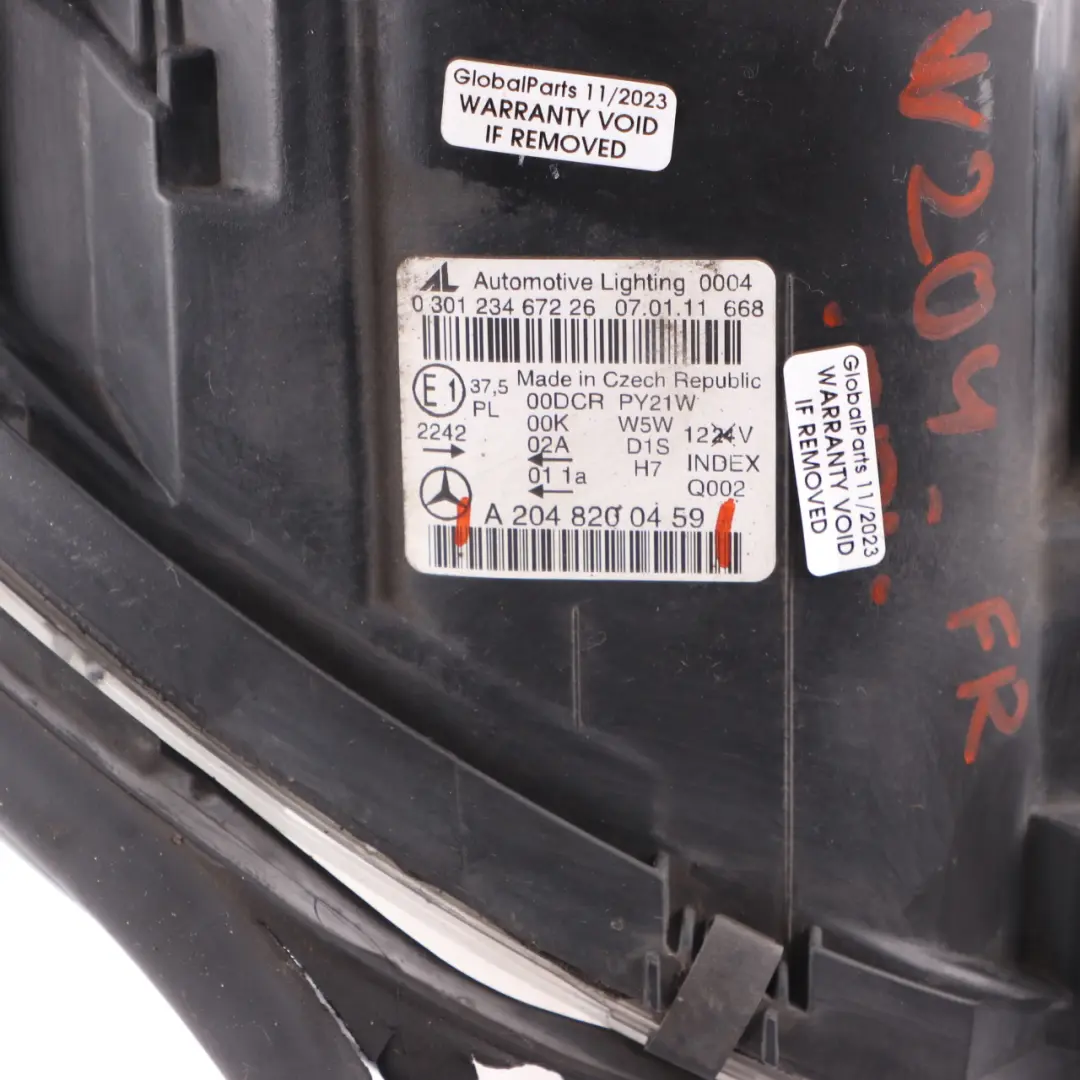 GlobalParts 11/2023
WARRANTY VOID
IF REMOVED
AL Automotive Lighting 0004
0 301 234 672 26 07.01.11 668
E1 37,5 Made in Czech Republic
PL 00DCR PY21W
2242 00K W5W 1224V
02A D1S INDEX
01 1a H7 Q002
A 204 820 04 59
GlobalParts 11/2023
WARRANTY VOID
IF REMOVED
W204-FR